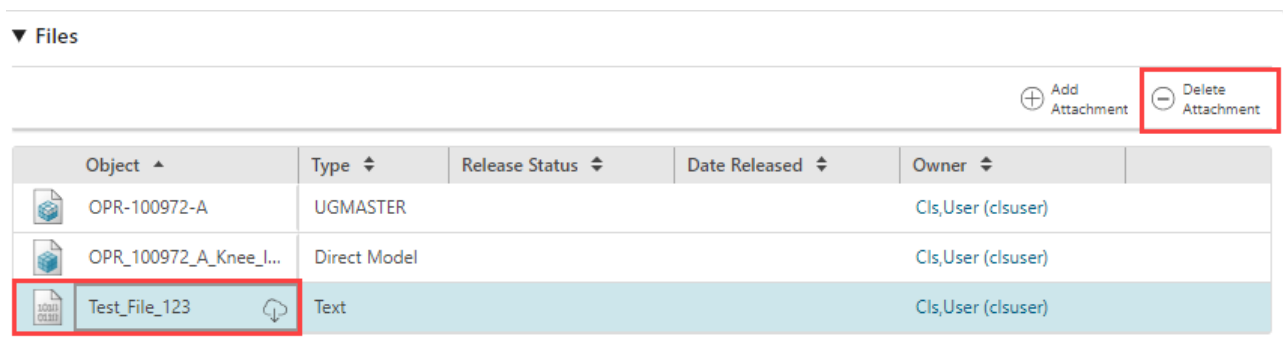 Files
Add
Attachment
Delete
Attachment
Object Type Release Status Date Released Owner
OPR-100972-A UGMASTER Cls,User (clsuser)
OPR_100972_A_Knee_I... Direct Model Cls,User (clsuser)
Test_File_123 Text Cls,User (clsuser)